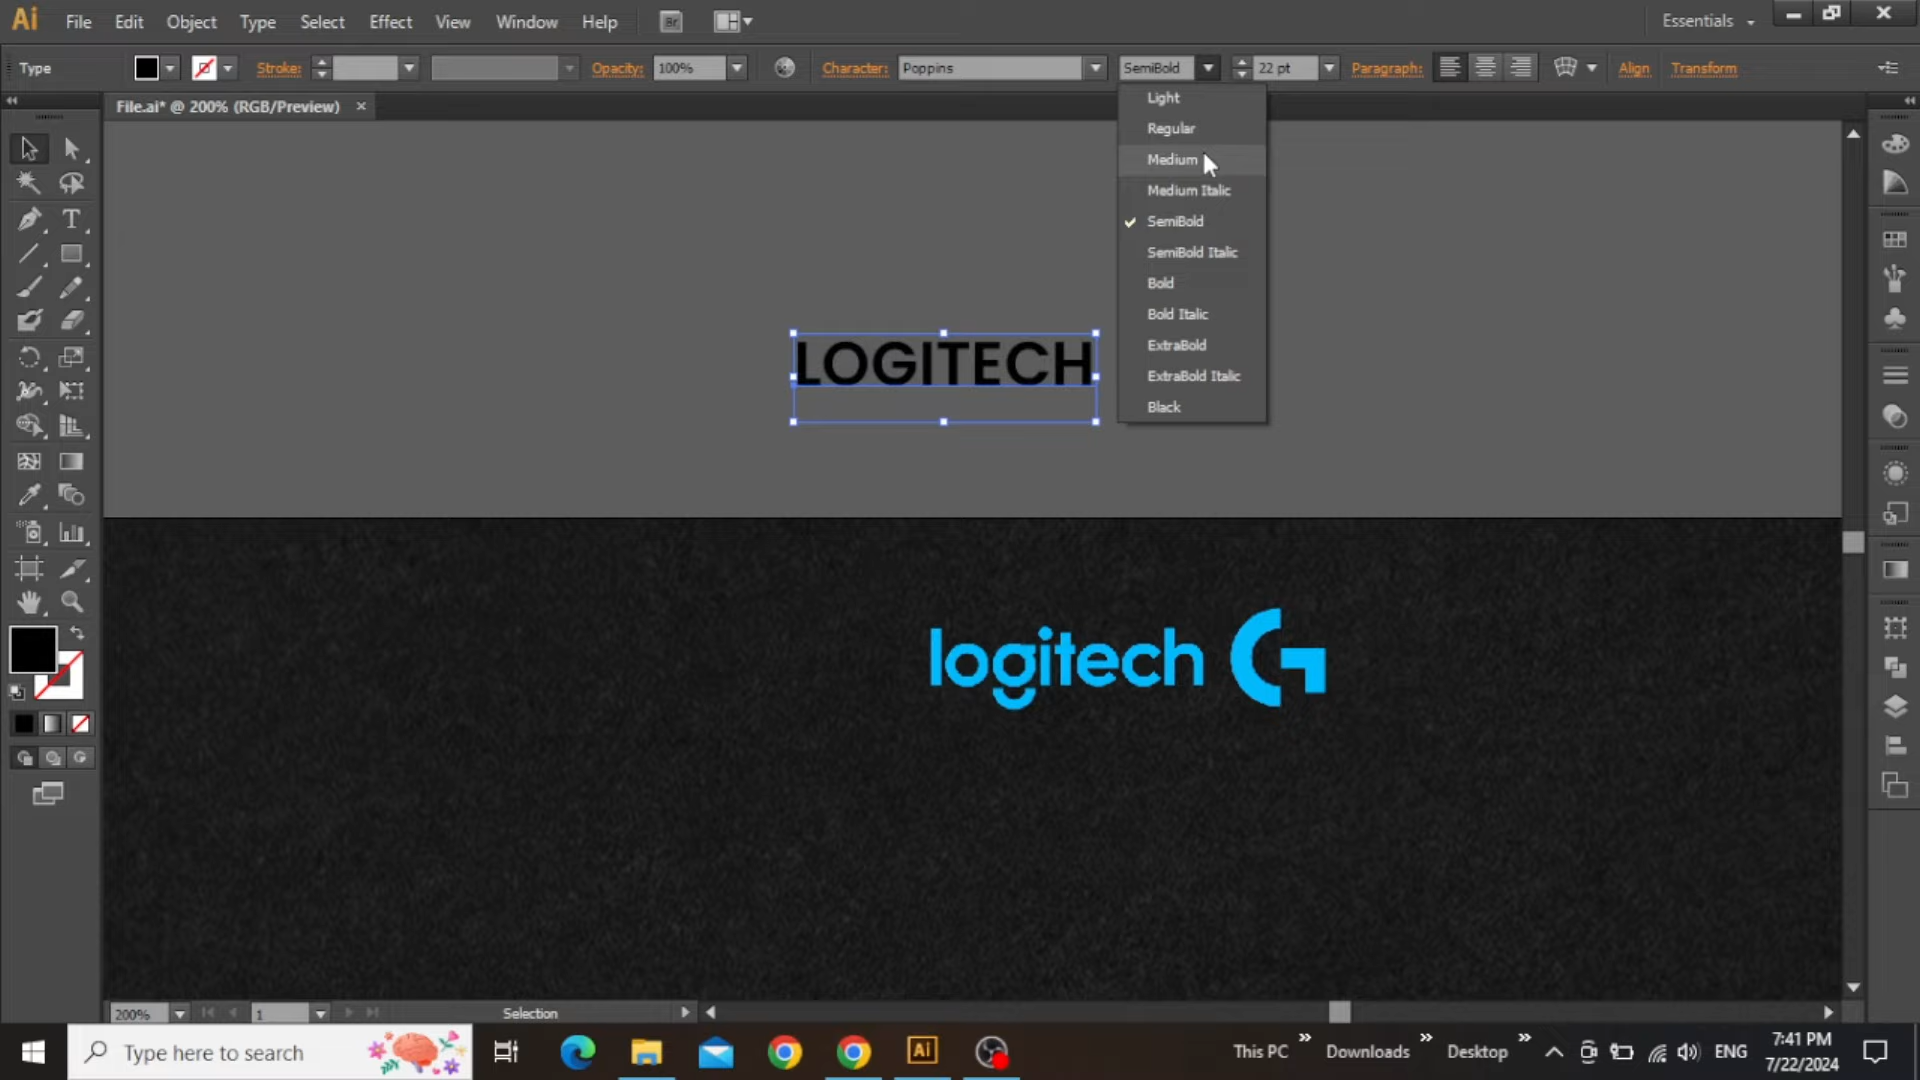 Ai File Edit Object Type Select Effect View Window Help Br Essentials
Type Stroke: Opacity: 100% Character: Poppins SemiBold 22 pt Paragraph: Align Transform
File.ai* @ 200% (RGB/Preview)
Light
Regular
Medium
Medium Italic
SemiBold
SemiBold Italic
Bold
Bold Italic
ExtraBold
ExtraBold Italic
Black
T
LOGITECH
logitech G
200% 1 Selection
Type here to search Ai This PC Downloads Desktop ENG 7:41 PM
7/22/2024